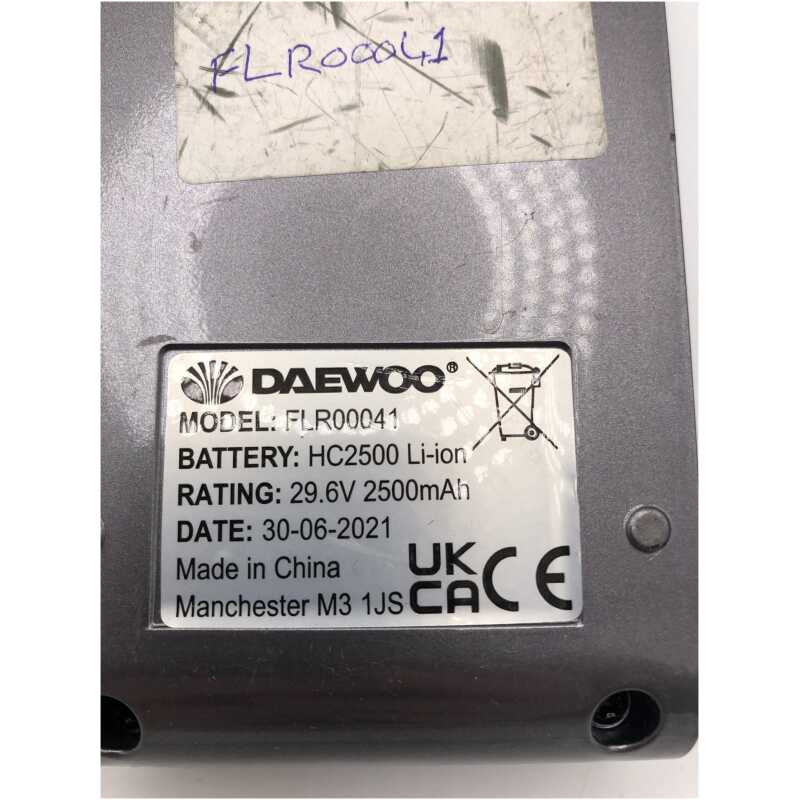 FLR00041
DAEWOO®
MODEL: FLR00041
BATTERY: HC2500 Li-ion
RATING: 29.6V 2500mAh
DATE: 30-06-2021
Made in China
Manchester M3 1JS
UK
CA CE